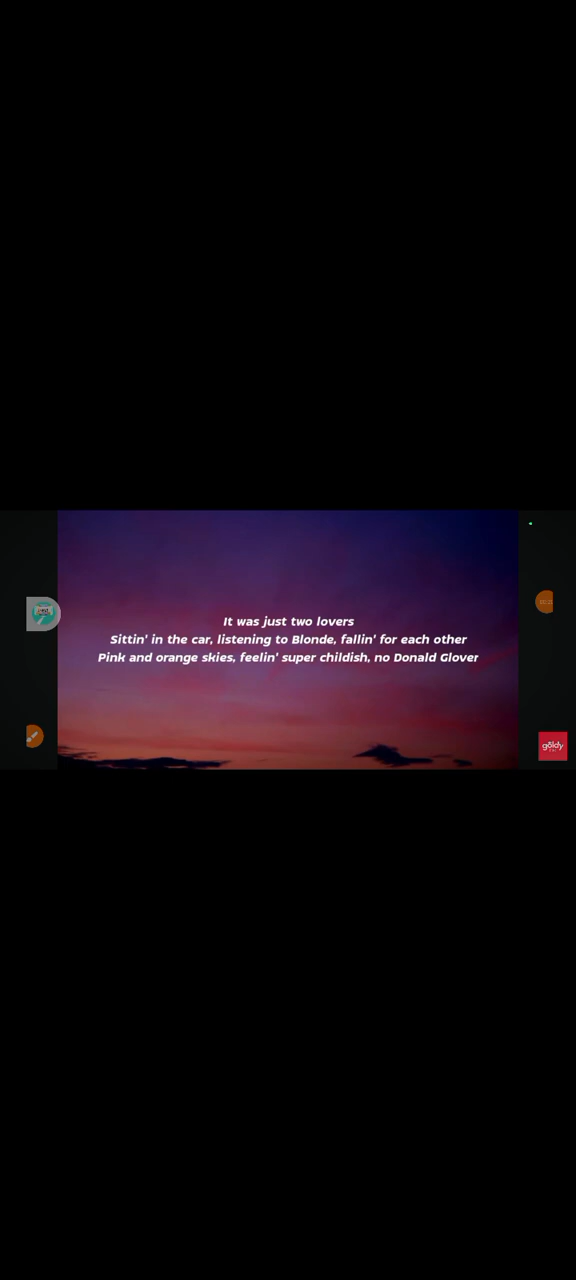 It was just two lovers
Sittin' in the car, listening to Blonde, fallin' for each other
Pink and orange skies, feelin' super childish, no Donald Glover
gôldy